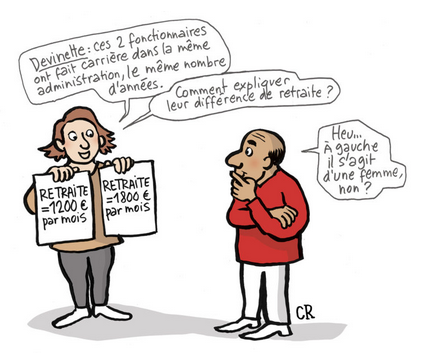 Devinette : ces 2 fonctionnaires
ont fait carrière dans la même
administration, le même nombre
d'années.
Comment expliquer
leur différence de retraite ?
Heu...
À gauche
il s'agit
d'une femme,
non ?
RETRAITE
=1200 €
par mois
RETRAITE
=1800 €
par mois
CR